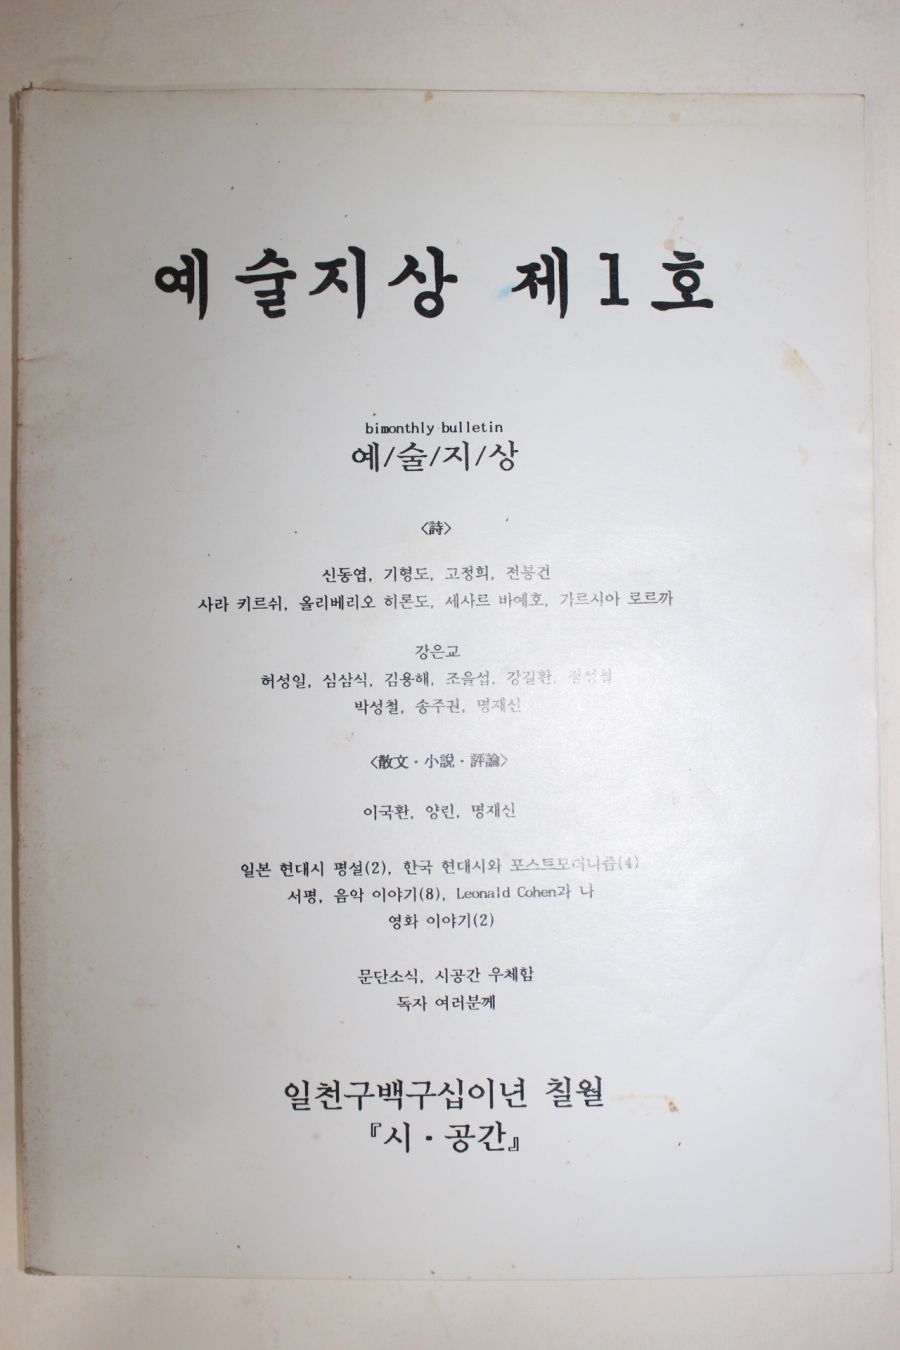 예술지상 제1호
bimonthly bulletin
예/술/지/상
〈詩〉
신동엽, 기형도, 고정희, 전봉건
사라 키르쉬, 올리베리오 히론도, 세사르 바예호, 가르시아 로르까
강은교
허성일, 심삼식, 김용해, 조을섭, 강길환,
박성철, 송주권, 명재신
〈散文·小說·評論〉
이국환, 양린, 명재신
일본 현대시 평설(2), 한국 현대시와 포스트모더니즘(4)
서평, 음악 이야기(8), Leonald Cohen과 나
영화 이야기(2)
문단소식, 시공간 우체함
독자 여러분께
일천구백구십이년 칠월
『시·공간』